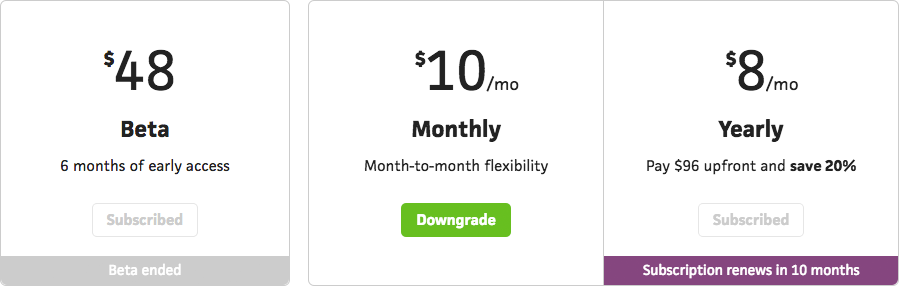 $48
Beta
6 months of early access
Subscribed
Beta ended
$10/mo
Monthly
Month-to-month flexibility
Downgrade
$8/mo
Yearly
Pay $96 upfront and save 20%
Subscribed
Subscription renews in 10 months